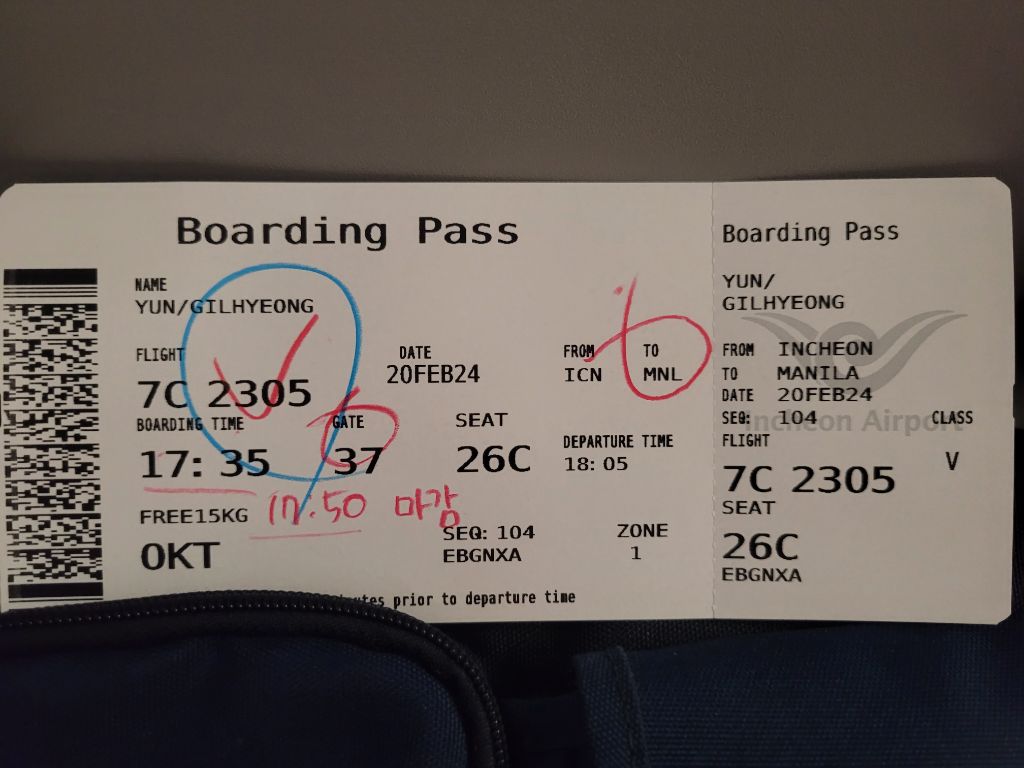 Boarding Pass
NAME
YUN/GILHYEONG
FLIGHT
7C 2305
DATE
20FEB24
FROM
ICN
TO
MNL
BOARDING TIME
17: 35
GATE
37
SEAT
26C
DEPARTURE TIME
18: 05
17:50 마감
FREE15KG
0KT
SEQ: 104
EBGNXA
ZONE
1
prior to departure time
Boarding Pass
YUN/
GILHYEONG
FROM INCHEON
TO MANILA
DATE 20FEB24
SEQ: 104
CLASS
V
Incheon Airport
FLIGHT
7C 2305
SEAT
26C
EBGNXA